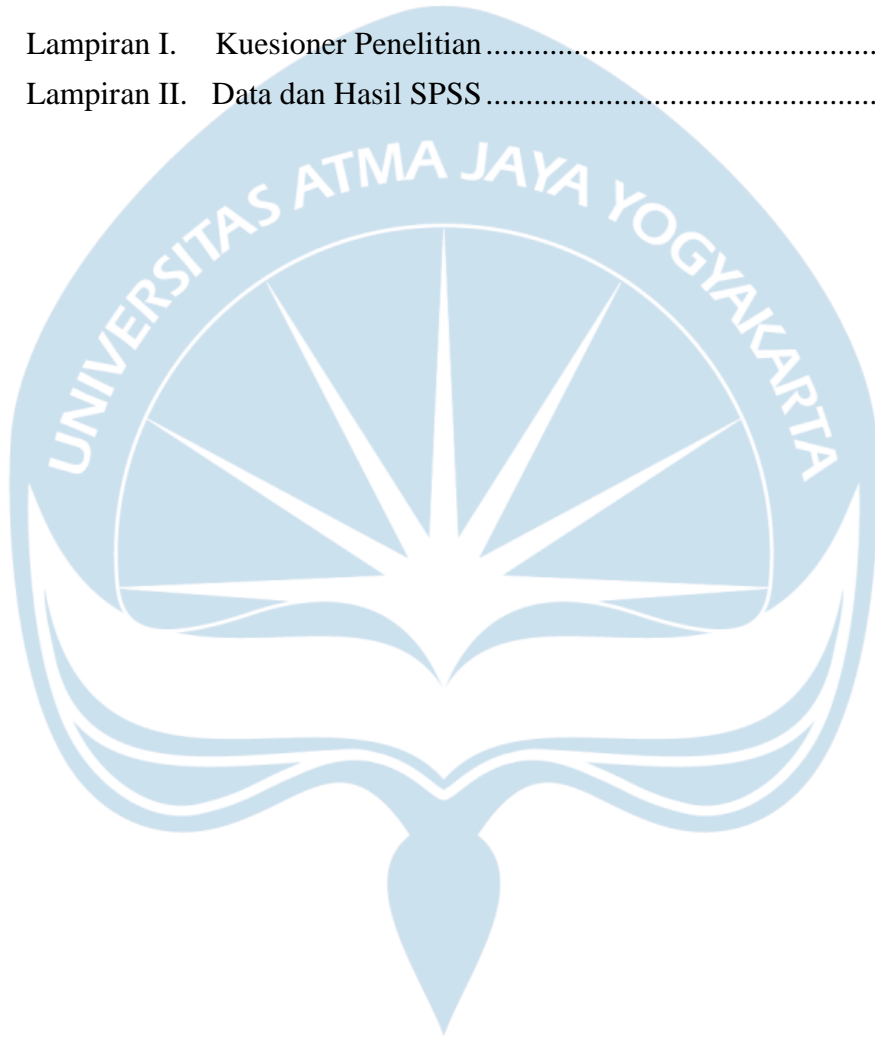 Lampiran I. Kuesioner Penelitian ................................................
Lampiran II. Data dan Hasil SPSS ................................................
UNIVERSITAS ATMA JAYA YOGYAKARTA